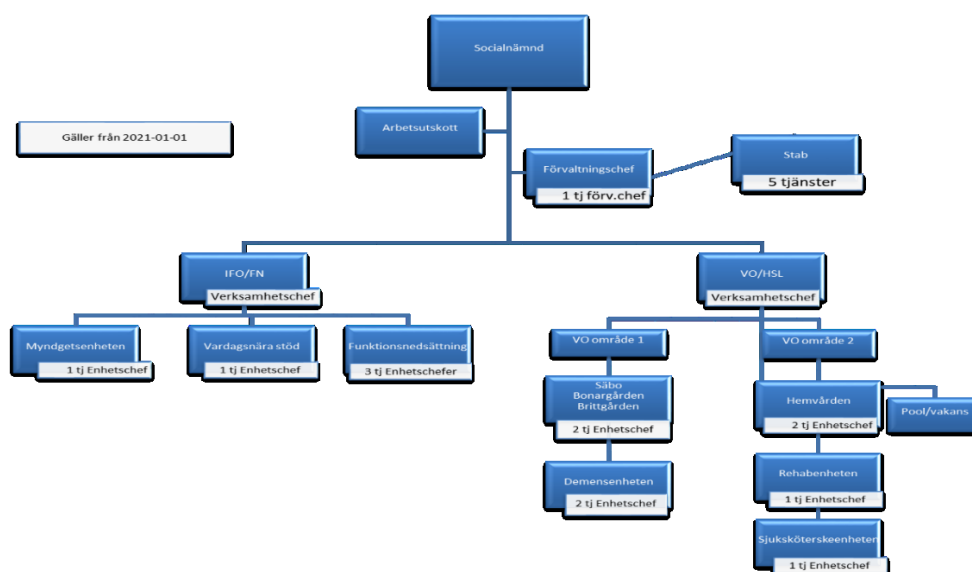 Socialnämnd
Arbetsutskott
Gäller från 2021-01-01
Förvaltningschef
1 tj förv.chef
Stab
5 tjänster
IFO/FN
Verksamhetschef
VO/HSL
Verksamhetschef
Myndgetsenheten
1 tj Enhetschef
Vardagsnära stöd
1 tj Enhetschef
Funktionsnedsättning
3 tj Enhetschefer
VO område 1
VO område 2
Säbo
Bonargården
Brittgården
2 tj Enhetschef
Hemvården
2 tj Enhetschef
Pool/vakans
Demensenheten
2 tj Enhetschef
Rehabenheten
1 tj Enhetschef
Sjuksköterskeenheten
1 tj Enhetschef